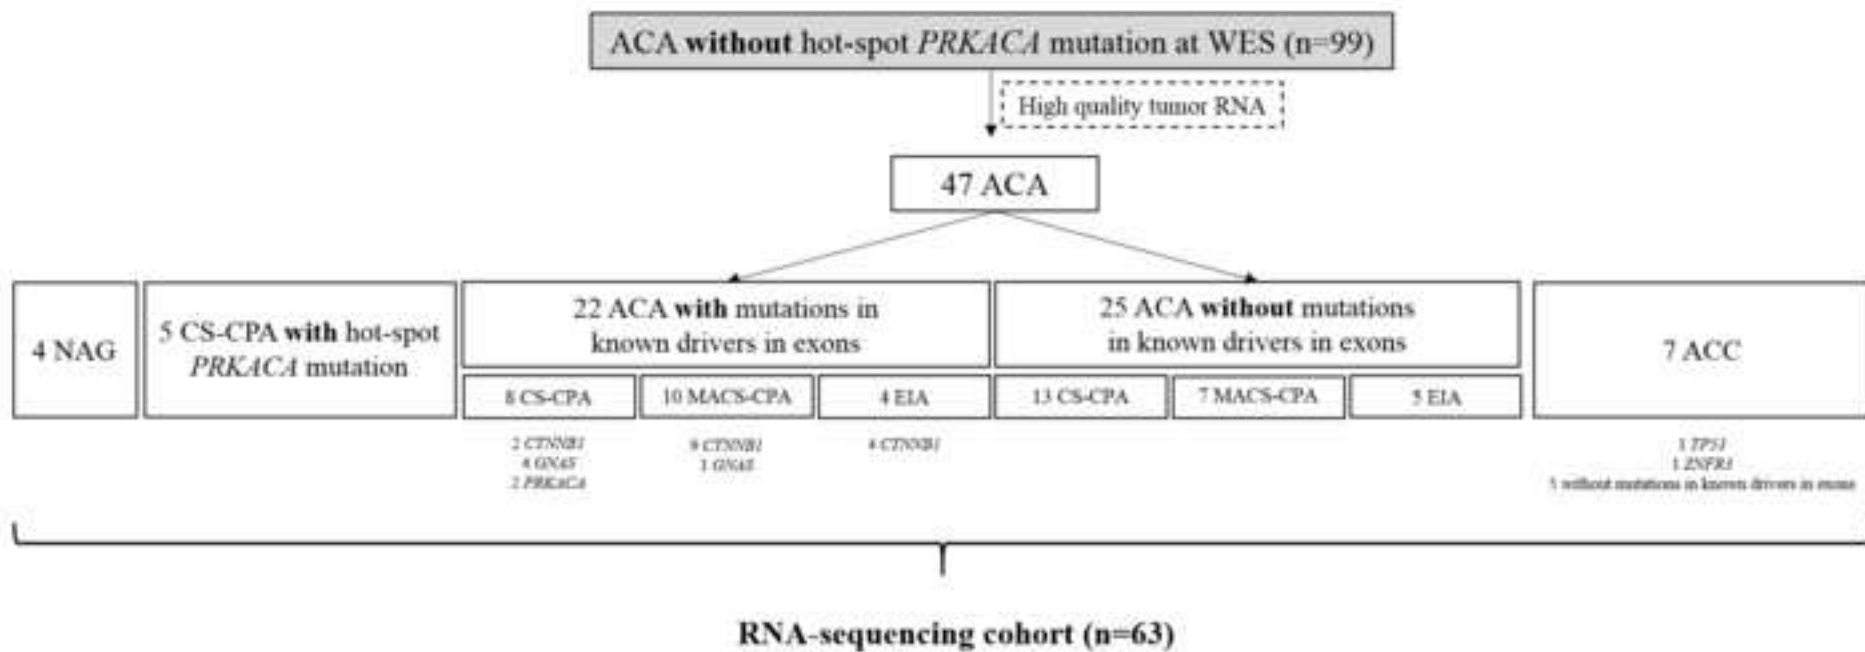 ACA without hot-spot PRKACA mutation at WES (n=99)
High quality tumor RNA
47 ACA
4 NAG
5 CS-CPA with hot-spot
PRKACA mutation
22 ACA with mutations in
known drivers in exons
25 ACA without mutations
in known drivers in exons
7 ACC
8 CS-CPA
10 MACS-CPA
4 EIA
13 CS-CPA
7 MACS-CPA
5 EIA
2 CTNNB1
4 GNAS
2 PRKACA
9 CTNNB1
1 GNAS
4 CTNNB1
1 TP53
1 ZNFR3
5 without mutations in known drivers in exons
RNA-sequencing cohort (n=63)